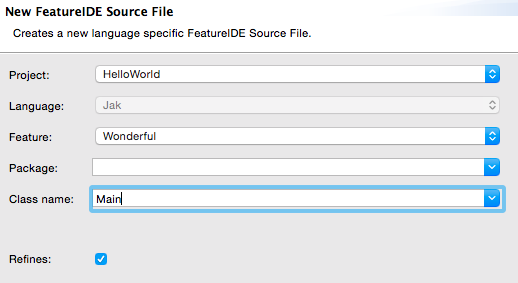 New FeatureIDE Source File
Creates a new language specific FeatureIDE Source File.
Project: HelloWorld
Language: Jak
Feature: Wonderful
Package:
Class name: Main
Refines: